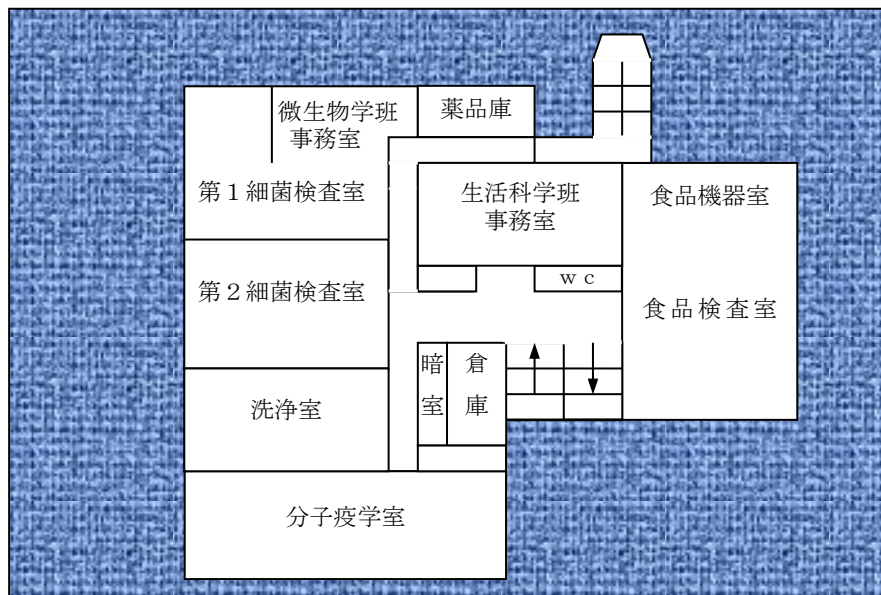 微生物学班
事務室
薬品庫
第１細菌検査室
生活科学班
事務室
食品機器室
第２細菌検査室
ｗｃ
食品検査室
暗室
倉庫
洗浄室
分子疫学室